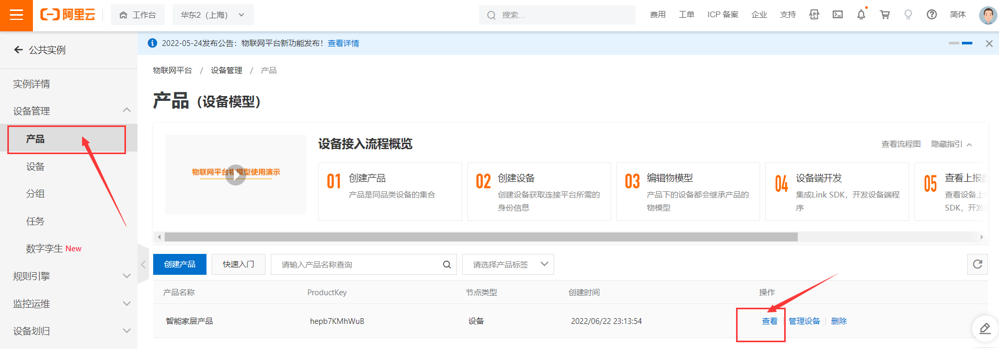 阿里云
工作台
华东2（上海）
搜索...
费用
工单
ICP 备案
企业
支持
APP
简体
公共实例
2022-05-24发布公告：物联网平台新功能发布！查看详情
实例详情
设备管理
产品
设备
分组
任务
数字孪生 New
规则引擎
监控运维
设备划归
物联网平台 / 设备管理 / 产品
产品（设备模型）
物联网平台物模型使用演示
设备接入流程概览
查看流程图
隐藏指引
01 创建产品
产品是同品类设备的集合
02 创建设备
创建设备获取连接平台所需的
身份信息
03 编辑物模型
产品下的设备都会继承产品的
物模型
04 设备端开发
集成Link SDK，开发设备端程
序
05 查看上报数
查看设备上
SDK，开发
创建产品
快速入门
请输入产品名称查询
请选择产品标签
产品名称 ProductKey 节点类型 创建时间 操作
智能家居产品 hepb7KMhWuB 设备 2022/06/22 23:13:54 查看 管理设备 删除